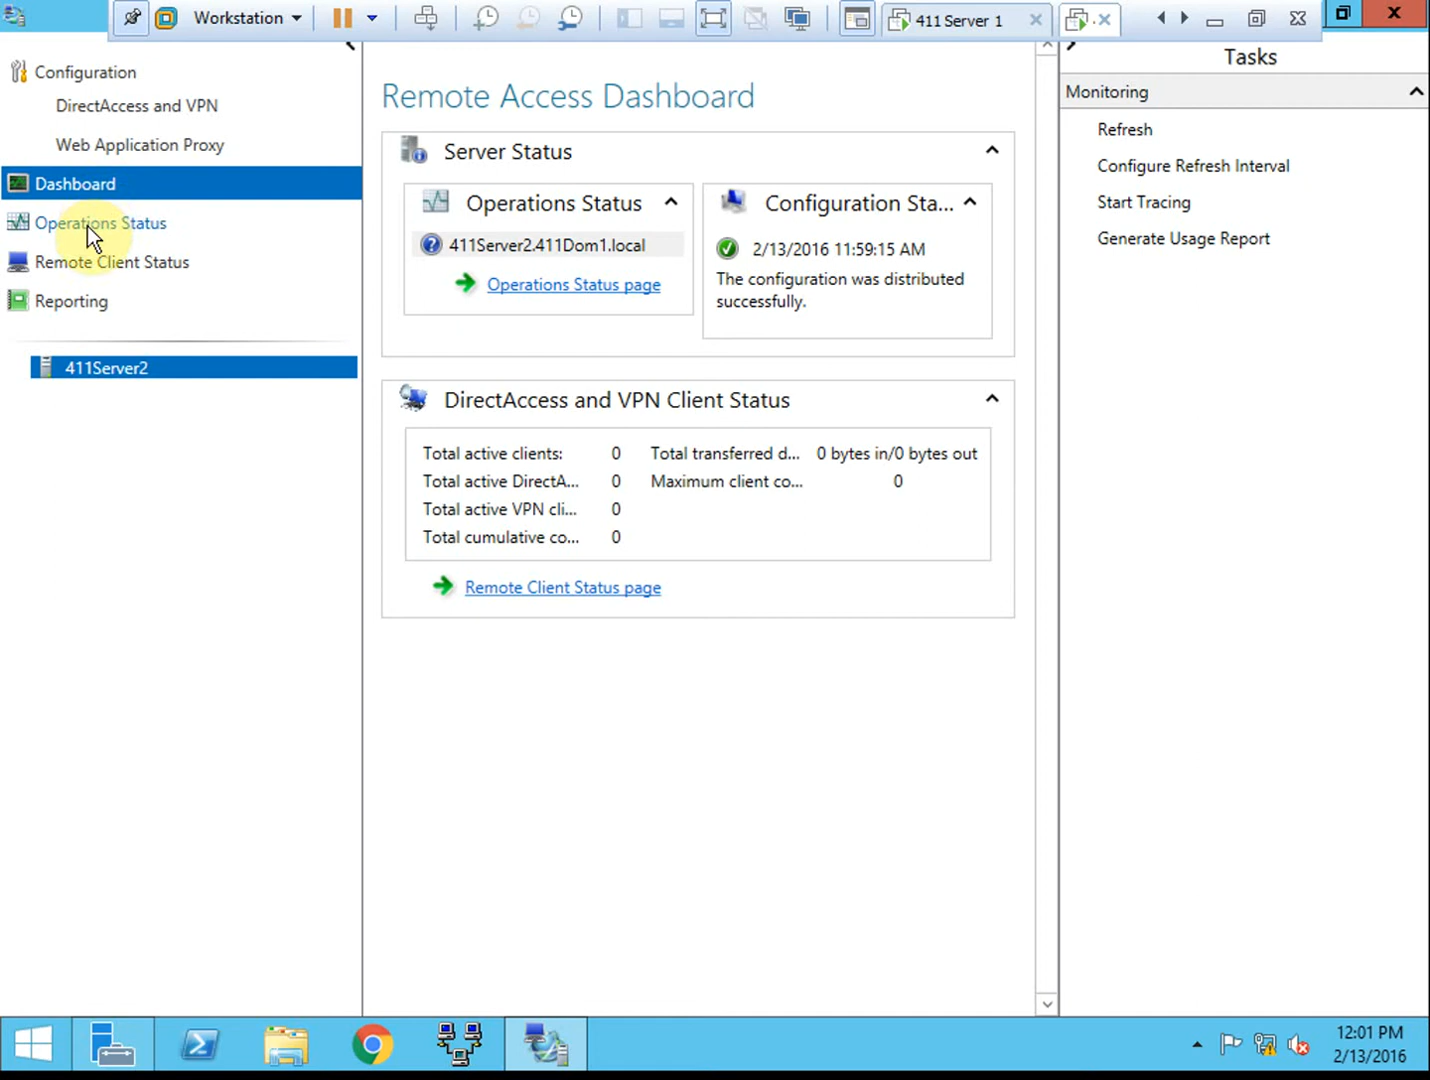 Workstation
411 Server 1
Configuration
DirectAccess and VPN
Web Application Proxy
Dashboard
Operations Status
Remote Client Status
Reporting
411Server2
Remote Access Dashboard
Server Status
Operations Status
411Server2.411Dom1.local
Operations Status page
Configuration Sta...
2/13/2016 11:59:15 AM
The configuration was distributed
successfully.
DirectAccess and VPN Client Status
Total active clients: 0
Total transferred d... 0 bytes in/0 bytes out
Total active DirectA... 0
Maximum client co... 0
Total active VPN cli... 0
Total cumulative co... 0
Remote Client Status page
Tasks
Monitoring
Refresh
Configure Refresh Interval
Start Tracing
Generate Usage Report
12:01 PM
2/13/2016